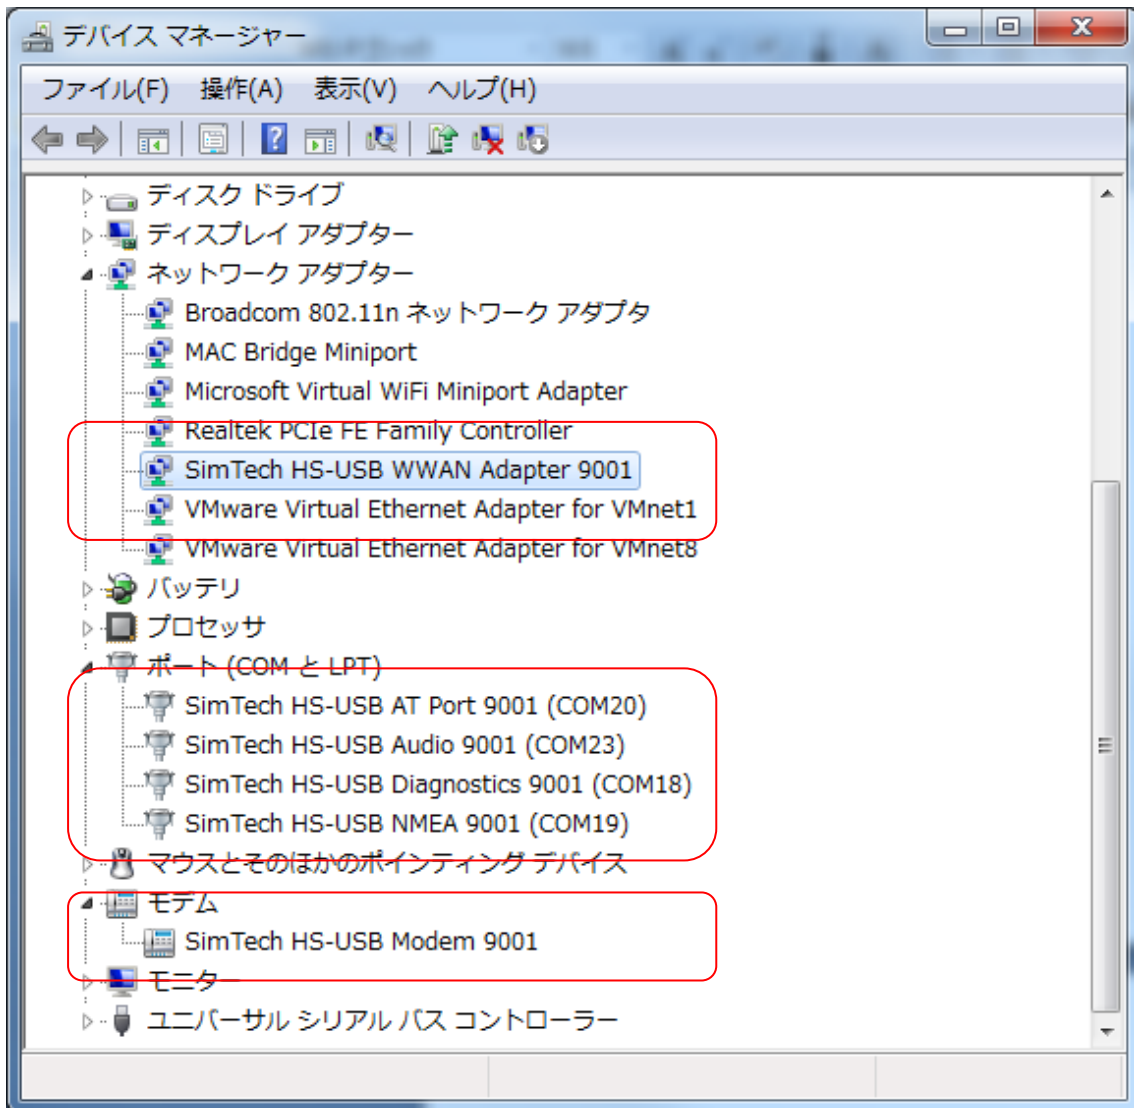 デバイス マネージャー
ファイル(F) 操作(A) 表示(V) ヘルプ(H)
ディスク ドライブ
ディスプレイ アダプター
ネットワーク アダプター
Broadcom 802.11n ネットワーク アダプタ
MAC Bridge Miniport
Microsoft Virtual WiFi Miniport Adapter
Realtek PCIe FE Family Controller
SimTech HS-USB WWAN Adapter 9001
VMware Virtual Ethernet Adapter for VMnet1
VMware Virtual Ethernet Adapter for VMnet8
バッテリ
プロセッサ
ポート (COM と LPT)
SimTech HS-USB AT Port 9001 (COM20)
SimTech HS-USB Audio 9001 (COM23)
SimTech HS-USB Diagnostics 9001 (COM18)
SimTech HS-USB NMEA 9001 (COM19)
マウスとそのほかのポインティング デバイス
モデム
SimTech HS-USB Modem 9001
モニター
ユニバーサル シリアル バス コントローラー